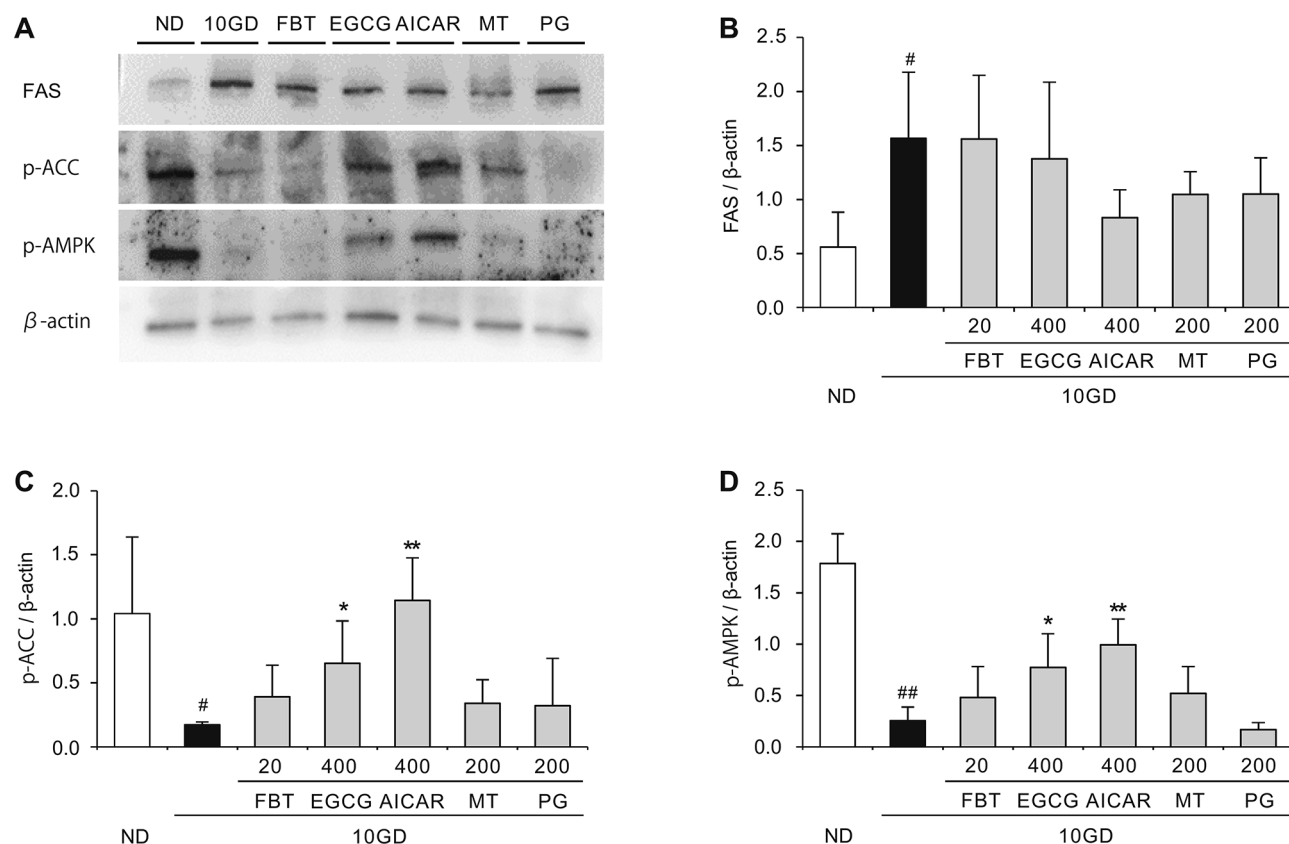 A
ND 10GD FBT EGCG AICAR MT PG
FAS
p-ACC
p-AMPK
β-actin
B
FAS / β-actin
2.5
2.0
1.5
1.0
0.5
0.0
#
20 400 400 200 200
FBT EGCG AICAR MT PG
ND 10GD
C
p-ACC / β-actin
2.0
1.5
1.0
0.5
0.0
# * **
20 400 400 200 200
FBT EGCG AICAR MT PG
ND 10GD
D
p-AMPK / β-actin
2.5
2.0
1.5
1.0
0.5
0.0
## * **
20 400 400 200 200
FBT EGCG AICAR MT PG
ND 10GD